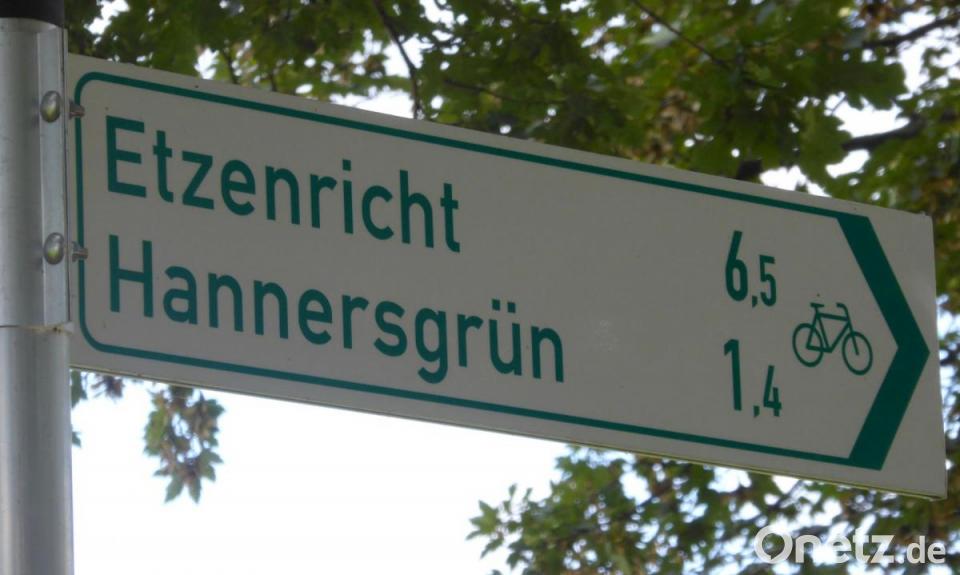 Etzenricht 6,5
Hannersgrün 1,4
Onetz.de